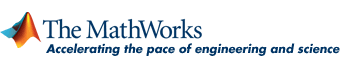 The MathWorks
Accelerating the pace of engineering and science